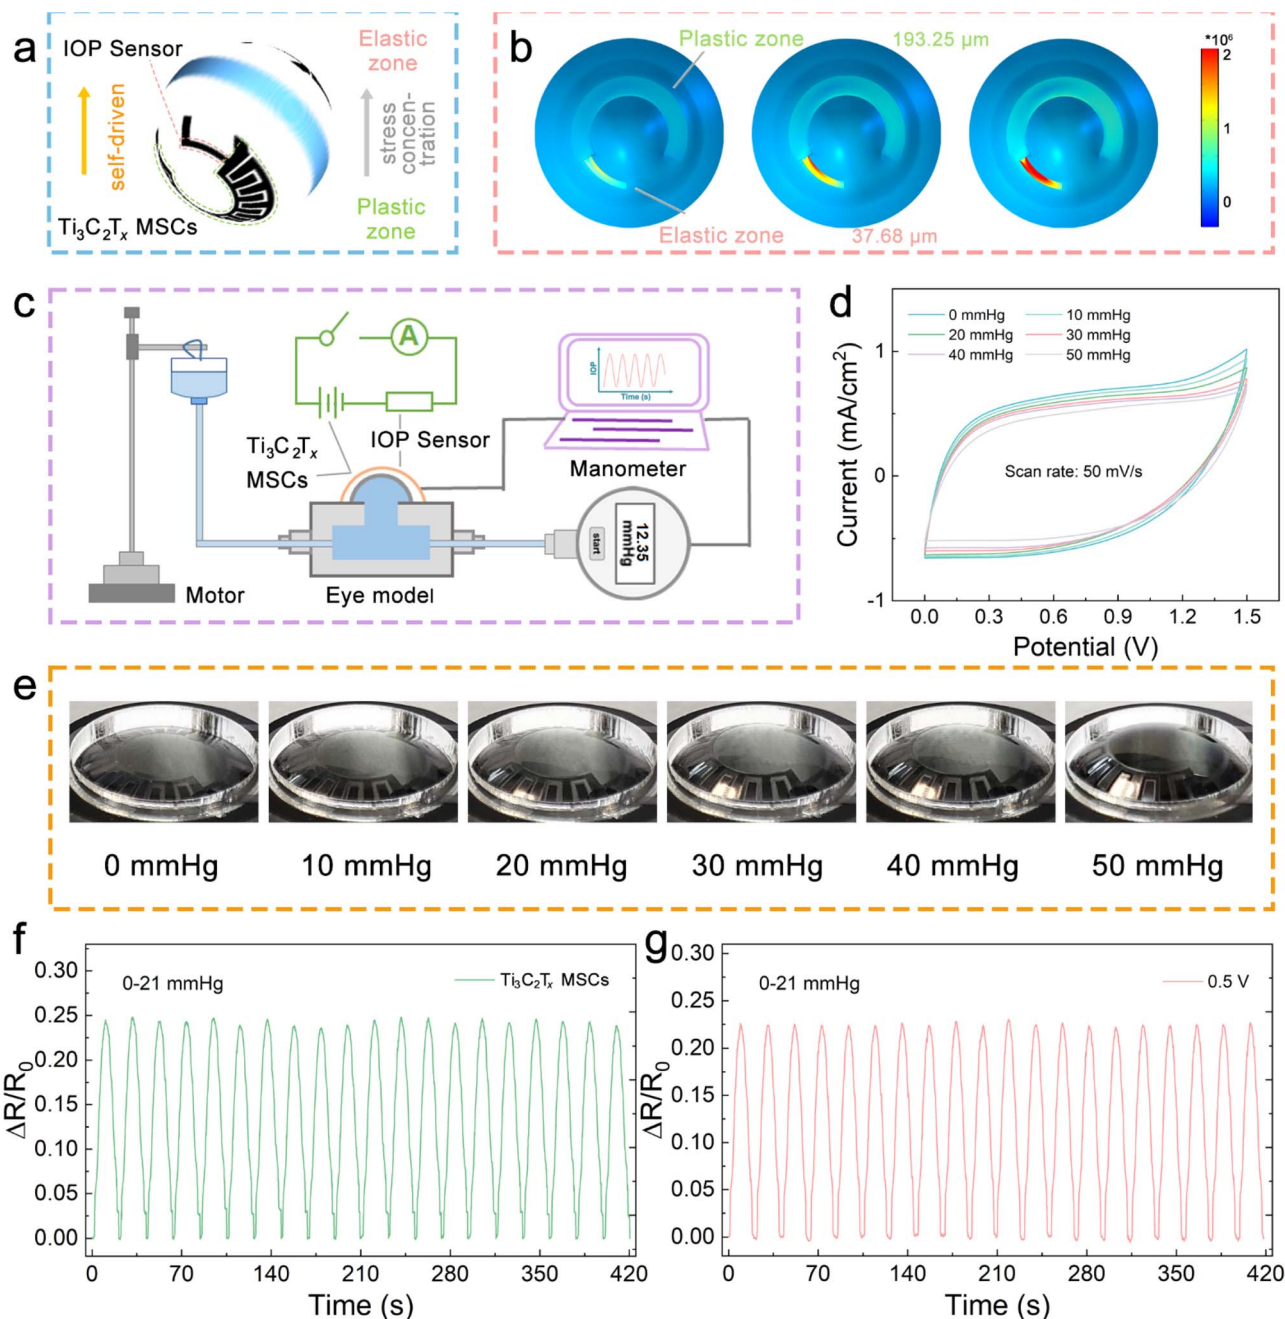 a
IOP Sensor
self-driven
Elastic
zone
stress
concen-
tration
Plastic
zone
Ti₃C₂Tₓ MSCs
b
Plastic zone
193.25 µm
Elastic zone
37.68 µm
*10⁶
2
1
0
c
A
Ti₃C₂Tₓ
MSCs
IOP Sensor
IOP
Time (s)
Manometer
start
12.35
mmHg
Motor
Eye model
d
0 mmHg
10 mmHg
20 mmHg
30 mmHg
40 mmHg
50 mmHg
Scan rate: 50 mV/s
Current (mA/cm²)
1
0
-1
0.0 0.3 0.6 0.9 1.2 1.5
Potential (V)
e
0 mmHg
10 mmHg
20 mmHg
30 mmHg
40 mmHg
50 mmHg
f
0-21 mmHg
Ti₃C₂Tₓ MSCs
ΔR/R₀
0.30
0.25
0.20
0.15
0.10
0.05
0.00
0 70 140 210 280 350 420
Time (s)
g
0-21 mmHg
0.5 V
ΔR/R₀
0.30
0.25
0.20
0.15
0.10
0.05
0.00
0 70 140 210 280 350 420
Time (s)